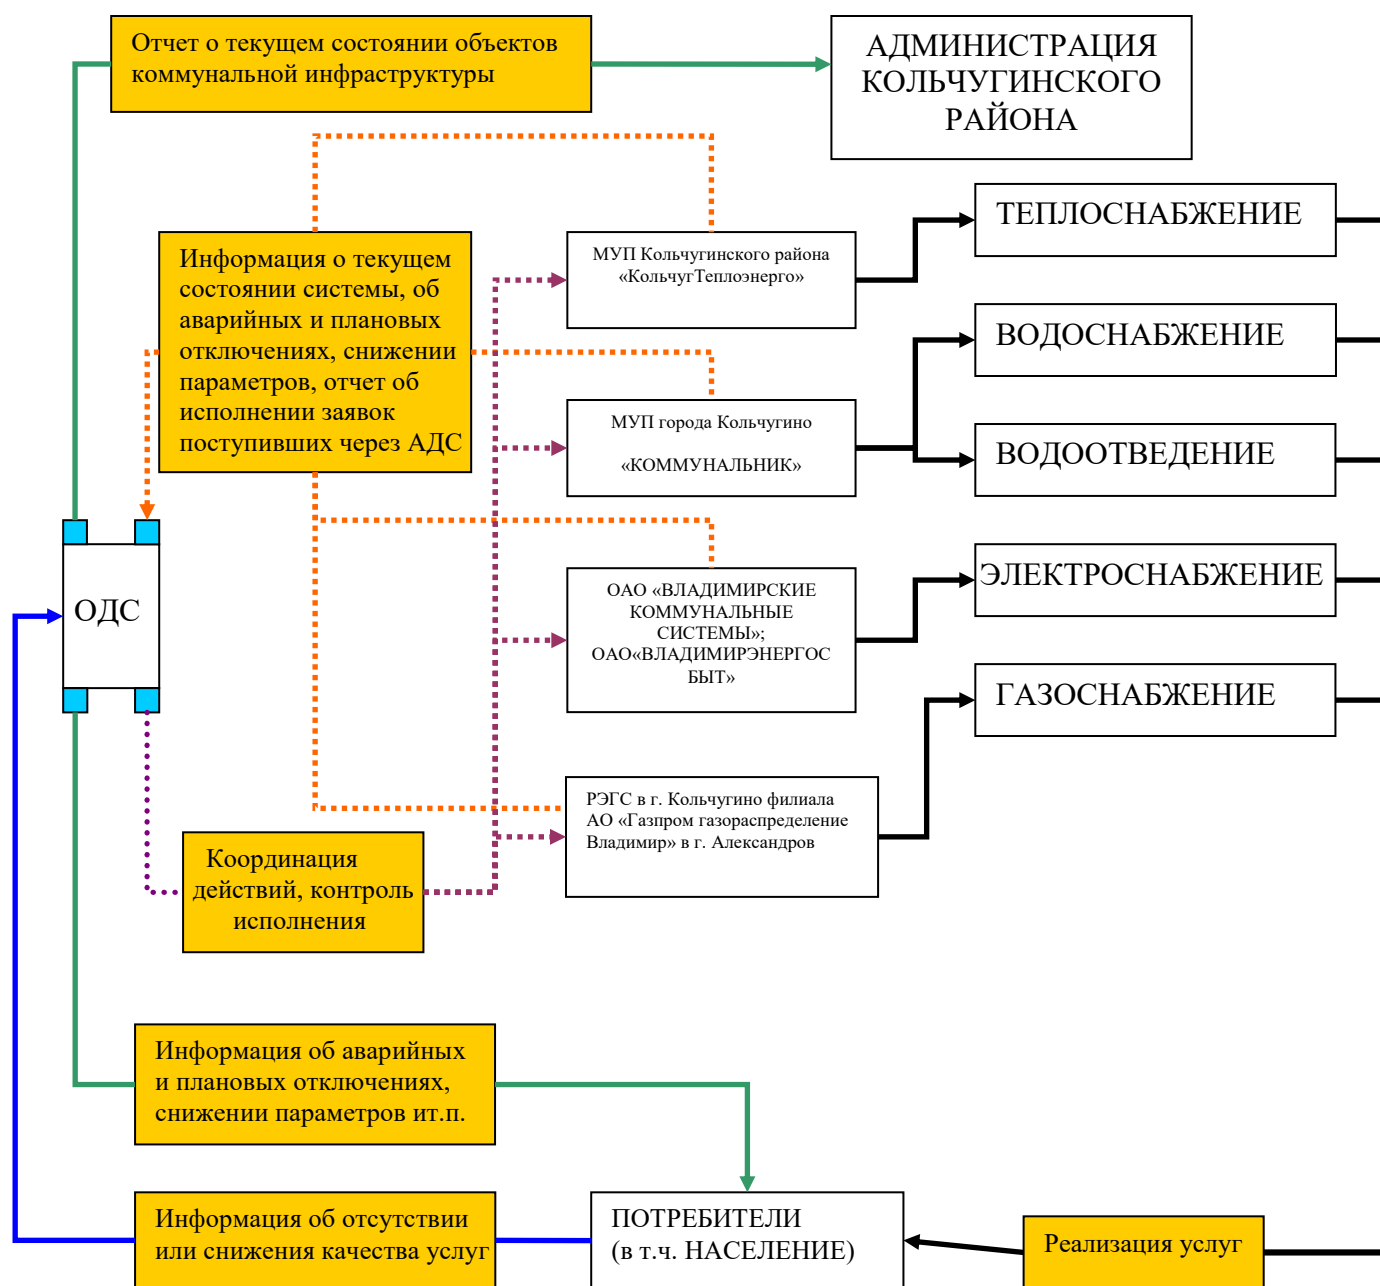 Отчет о текущем состоянии объектов
коммунальной инфраструктуры
АДМИНИСТРАЦИЯ
КОЛЬЧУГИНСКОГО
РАЙОНА
ТЕПЛОСНАБЖЕНИЕ
Информация о текущем
состоянии системы, об
аварийных и плановых
отключениях, снижении
параметров, отчет об
исполнении заявок
поступивших через АДС
МУП Кольчугинского района
«КольчугТеплоэнерго»
ВОДОСНАБЖЕНИЕ
МУП города Кольчугино
«КОММУНАЛЬНИК»
ВОДООТВЕДЕНИЕ
ОДС
ОАО «ВЛАДИМИРСКИЕ
КОММУНАЛЬНЫЕ
СИСТЕМЫ»;
ОАО«ВЛАДИМИРЭНЕРГОС
БЫТ»
ЭЛЕКТРОСНАБЖЕНИЕ
ГАЗОСНАБЖЕНИЕ
РЭГС в г. Кольчугино филиала
АО «Газпром газораспределение
Владимир» в г. Александров
Координация
действий, контроль
исполнения
Информация об аварийных
и плановых отключениях,
снижении параметров ит.п.
Информация об отсутствии
или снижения качества услуг
ПОТРЕБИТЕЛИ
(в т.ч. НАСЕЛЕНИЕ)
Реализация услуг